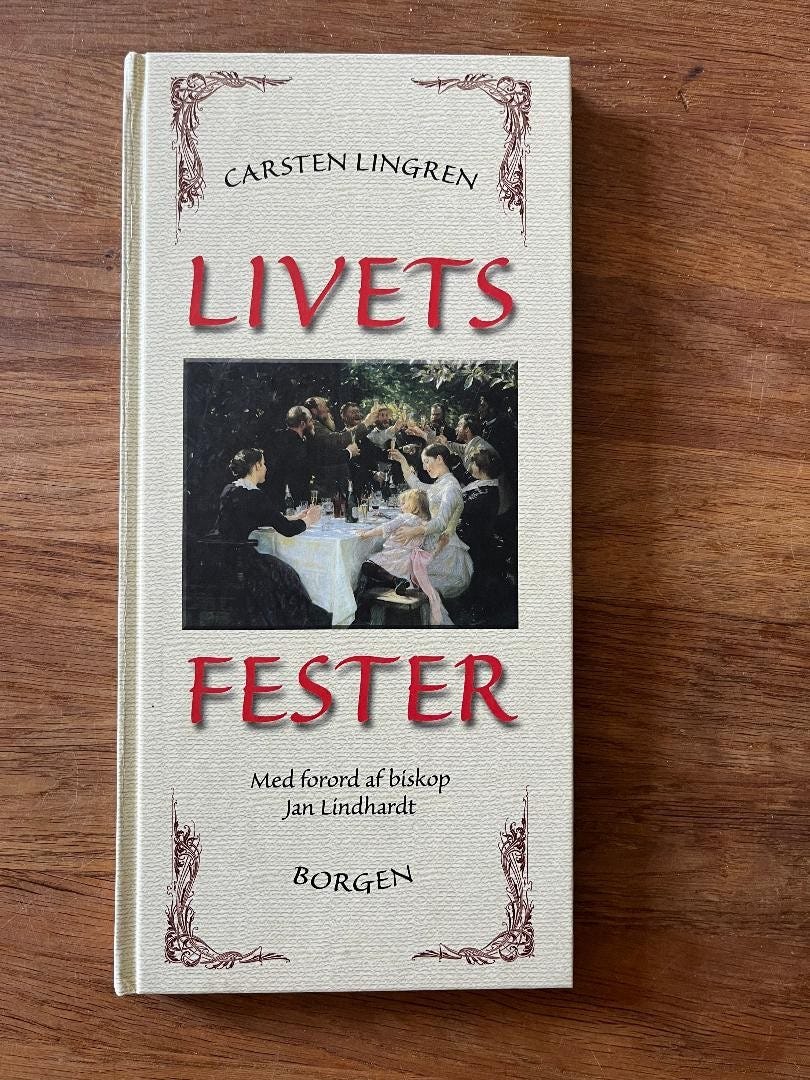 CARSTEN LINGREN
LIVETS
FESTER
Med forord af biskop
Jan Lindhardt
BORGEN